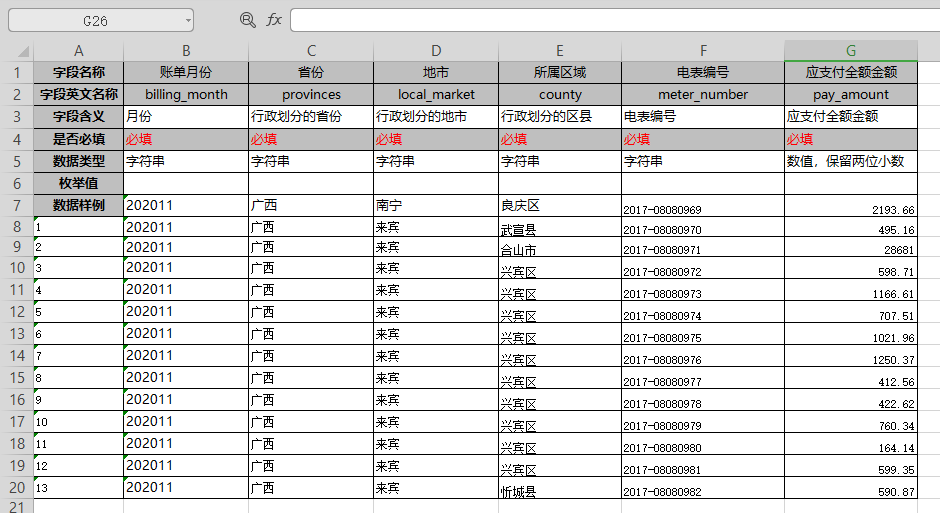 G26 fx
A B C D E F G
1 字段名称 账单月份 省份 地市 所属区域 电表编号 应支付全额金额
2 字段英文名称 billing_month provinces local_market county meter_number pay_amount
3 字段含义 月份 行政划分的省份 行政划分的地市 行政划分的区县 电表编号 应支付全额金额
4 是否必填 必填 必填 必填 必填 必填 必填
5 数据类型 字符串 字符串 字符串 字符串 字符串 数值，保留两位小数
6 枚举值
7 数据样例 202011 广西 南宁 良庆区 2017-08080969 2193.66
8 1 202011 广西 来宾 武宣县 2017-08080970 495.16
9 2 202011 广西 来宾 合山市 2017-08080971 28681
10 3 202011 广西 来宾 兴宾区 2017-08080972 598.71
11 4 202011 广西 来宾 兴宾区 2017-08080973 1166.61
12 5 202011 广西 来宾 兴宾区 2017-08080974 707.51
13 6 202011 广西 来宾 兴宾区 2017-08080975 1021.96
14 7 202011 广西 来宾 兴宾区 2017-08080976 1250.37
15 8 202011 广西 来宾 兴宾区 2017-08080977 412.56
16 9 202011 广西 来宾 兴宾区 2017-08080978 422.62
17 10 202011 广西 来宾 兴宾区 2017-08080979 760.34
18 11 202011 广西 来宾 兴宾区 2017-08080980 164.14
19 12 202011 广西 来宾 兴宾区 2017-08080981 599.35
20 13 202011 广西 来宾 忻城县 2017-08080982 590.87
21